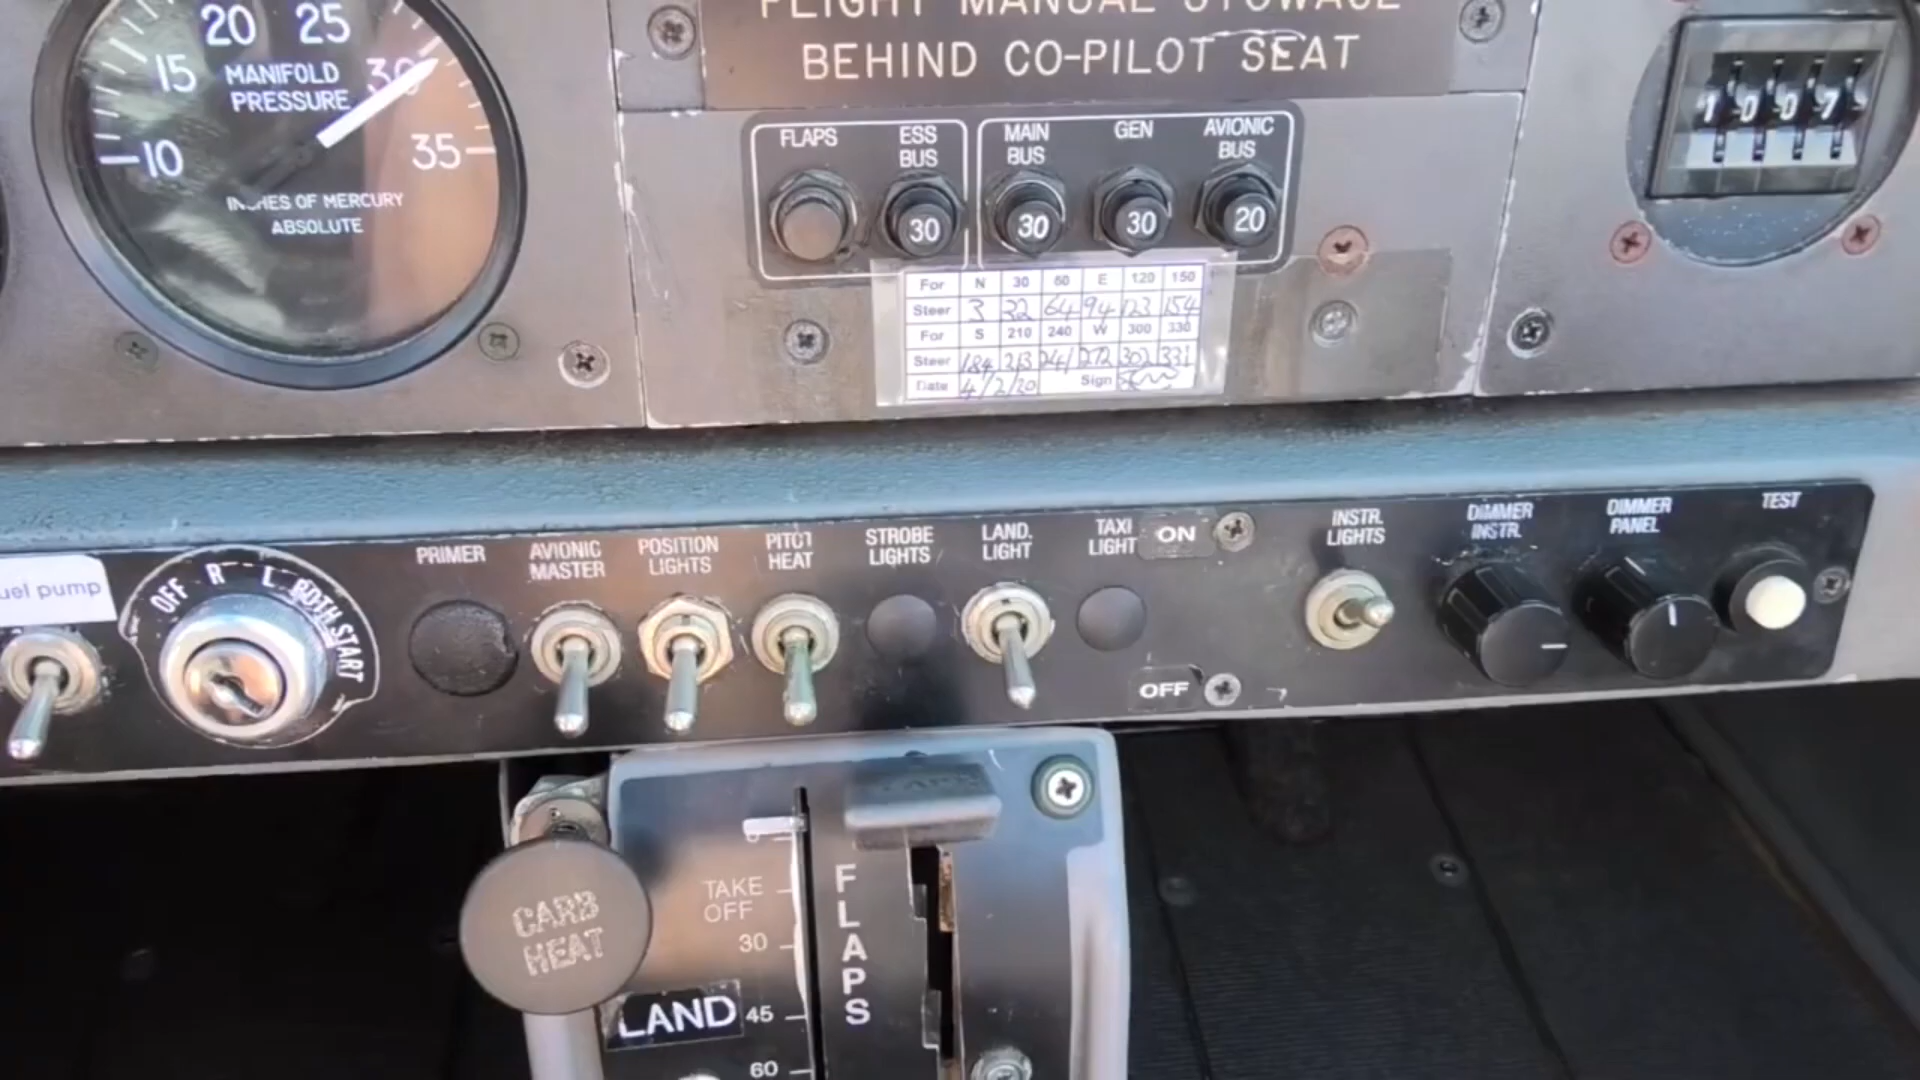 FLIGHT MANUAL STOWAGE
BEHIND CO-PILOT SEAT
10 15 20 25 30 35
MANIFOLD
PRESSURE
INCHES OF MERCURY
ABSOLUTE
FLAPS
ESS
BUS
MAIN
BUS
GEN
AVIONIC
BUS
30 30 30 20
1007
For N 30 60 E 120 150
Steer 3 32 64 94 123 154
For S 210 240 W 300 330
Steer 184 213 241 272 302 331
Date 4/2/20 Sign
uel pump
OFF R L BOTH START
PRIMER
AVIONIC
MASTER
POSITION
LIGHTS
PITOT
HEAT
STROBE
LIGHTS
LAND.
LIGHT
TAXI
LIGHT
ON
OFF
INSTR.
LIGHTS
DIMMER
INSTR.
DIMMER
PANEL
TEST
CARB
HEAT
0
TAKE
OFF
30
LAND 45
60
FLAPS